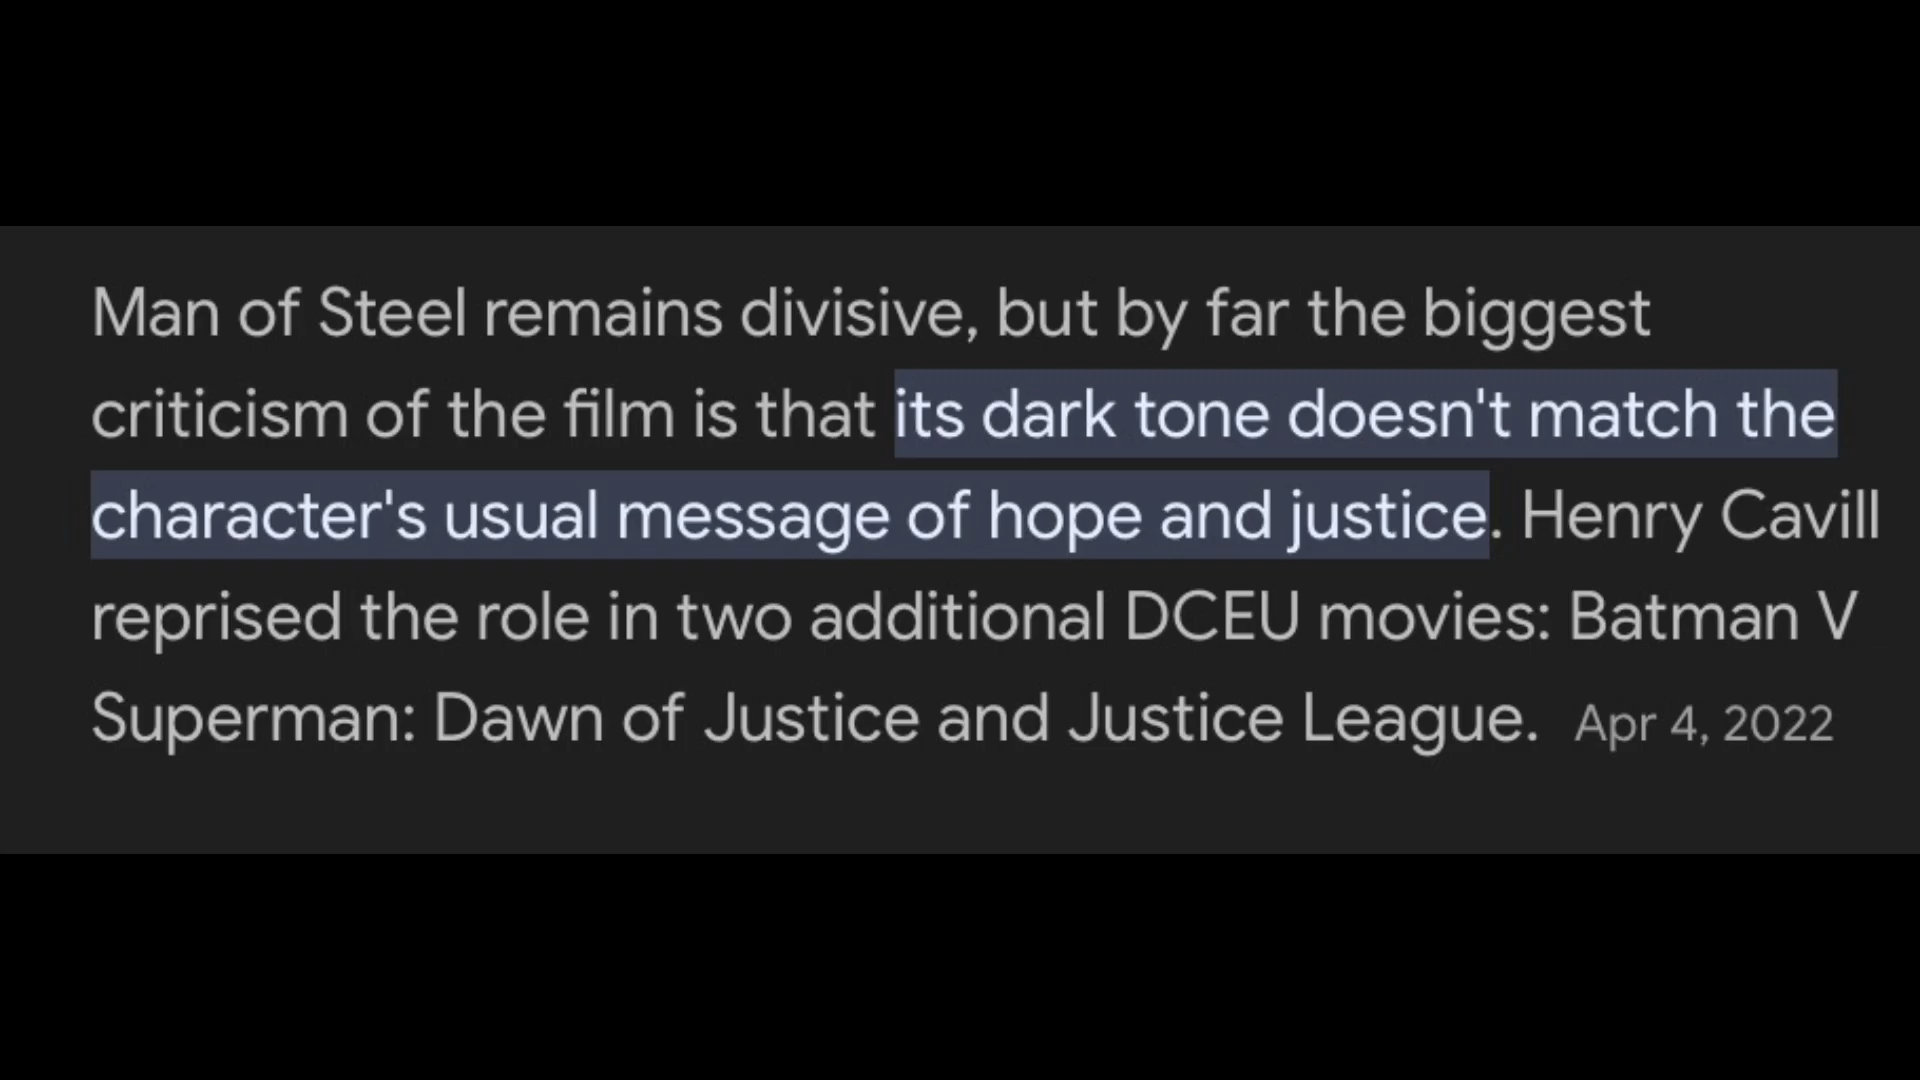 Man of Steel remains divisive, but by far the biggest
criticism of the film is that its dark tone doesn't match the
character's usual message of hope and justice. Henry Cavill
reprised the role in two additional DCEU movies: Batman V
Superman: Dawn of Justice and Justice League. Apr 4, 2022